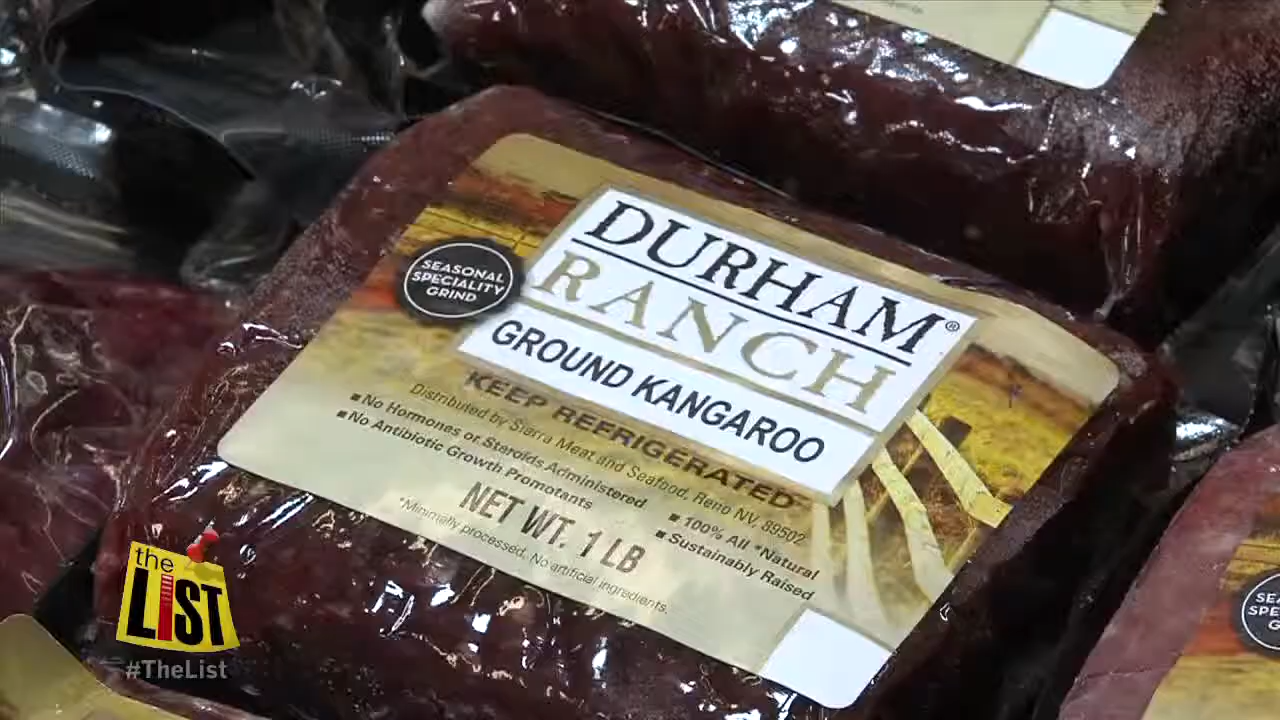 SEASONAL
SPECIALITY
GRIND
DURHAM®
RANCH
GROUND KANGAROO
KEEP REFRIGERATED
Distributed by Sierra Meat and Seafood, Reno NV, 89502
■ No Hormones or Steroids Administered
■ No Antibiotic Growth Promotants
■ 100% All *Natural
■ Sustainably Raised
NET WT. 1 LB
*Minimally processed. No artificial ingredients.
the
LIST
#TheList
SEA
SPE
G